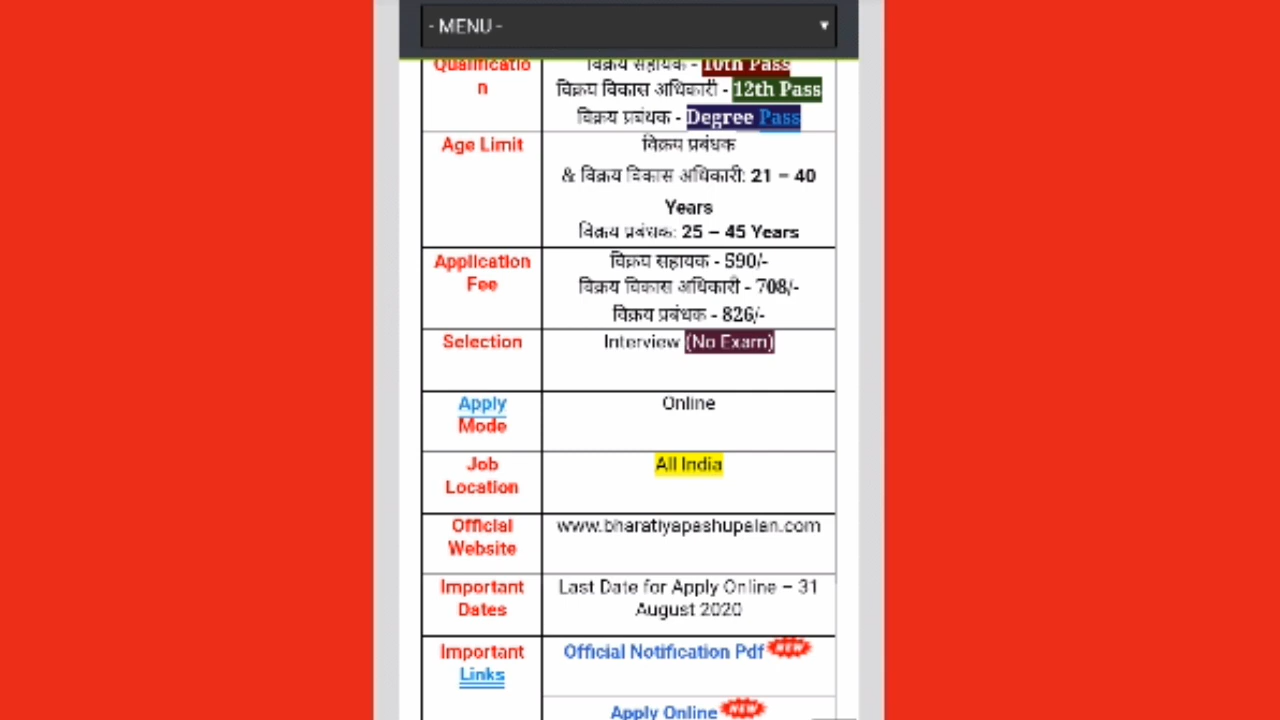 - MENU -
Qualificatio
n
विक्रय सहायक - 10th Pass
विक्रय विकास अधिकारी - 12th Pass
विक्रय प्रबंधक - Degree Pass
Age Limit
विक्रय प्रबंधक
& विक्रय विकास अधिकारी: 21 – 40
Years
विक्रय प्रबंधक: 25 – 45 Years
Application
Fee
विक्रय सहायक - 590/-
विक्रय विकास अधिकारी - 708/-
विक्रय प्रबंधक - 826/-
Selection
Interview (No Exam)
Apply
Mode
Online
Job
Location
All India
Official
Website
www.bharatiyapashupalan.com
Important
Dates
Last Date for Apply Online – 31
August 2020
Important
Links
Official Notification Pdf NEW
Apply Online NEW